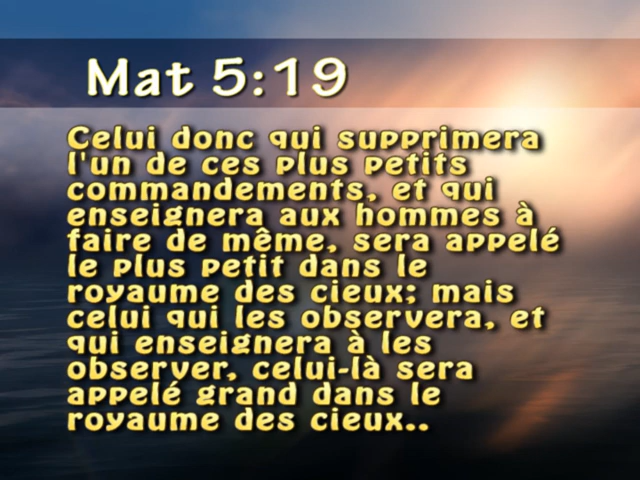 Mat 5:19
Celui donc qui supprimera
l'un de ces plus petits
commandements, et qui
enseignera aux hommes à
faire de même, sera appelé
le plus petit dans le
royaume des cieux; mais
celui qui les observera, et
qui enseignera à les
observer, celui-là sera
appelé grand dans le
royaume des cieux..